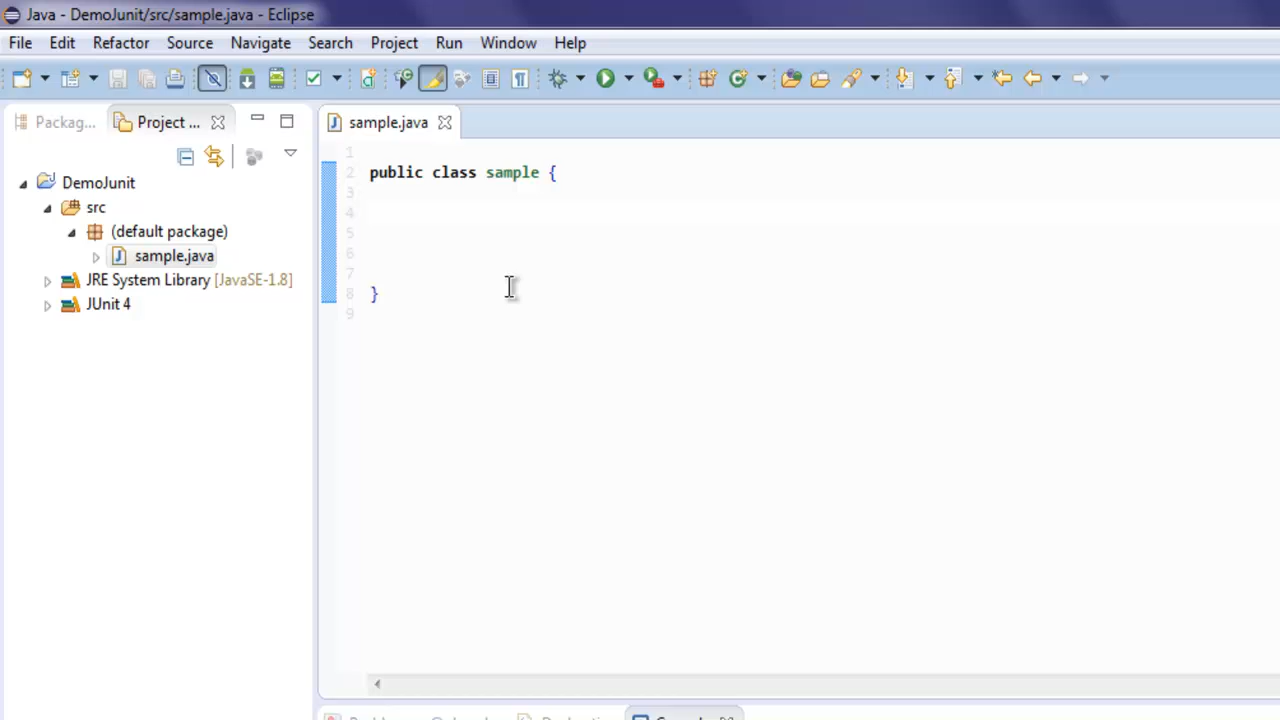 Java - DemoJunit/src/sample.java - Eclipse
File Edit Refactor Source Navigate Search Project Run Window Help
Packag... Project ...
sample.java
DemoJunit
src
(default package)
sample.java
JRE System Library [JavaSE-1.8]
JUnit 4
1
2 public class sample {
3
4
5
6
7
8 }
9